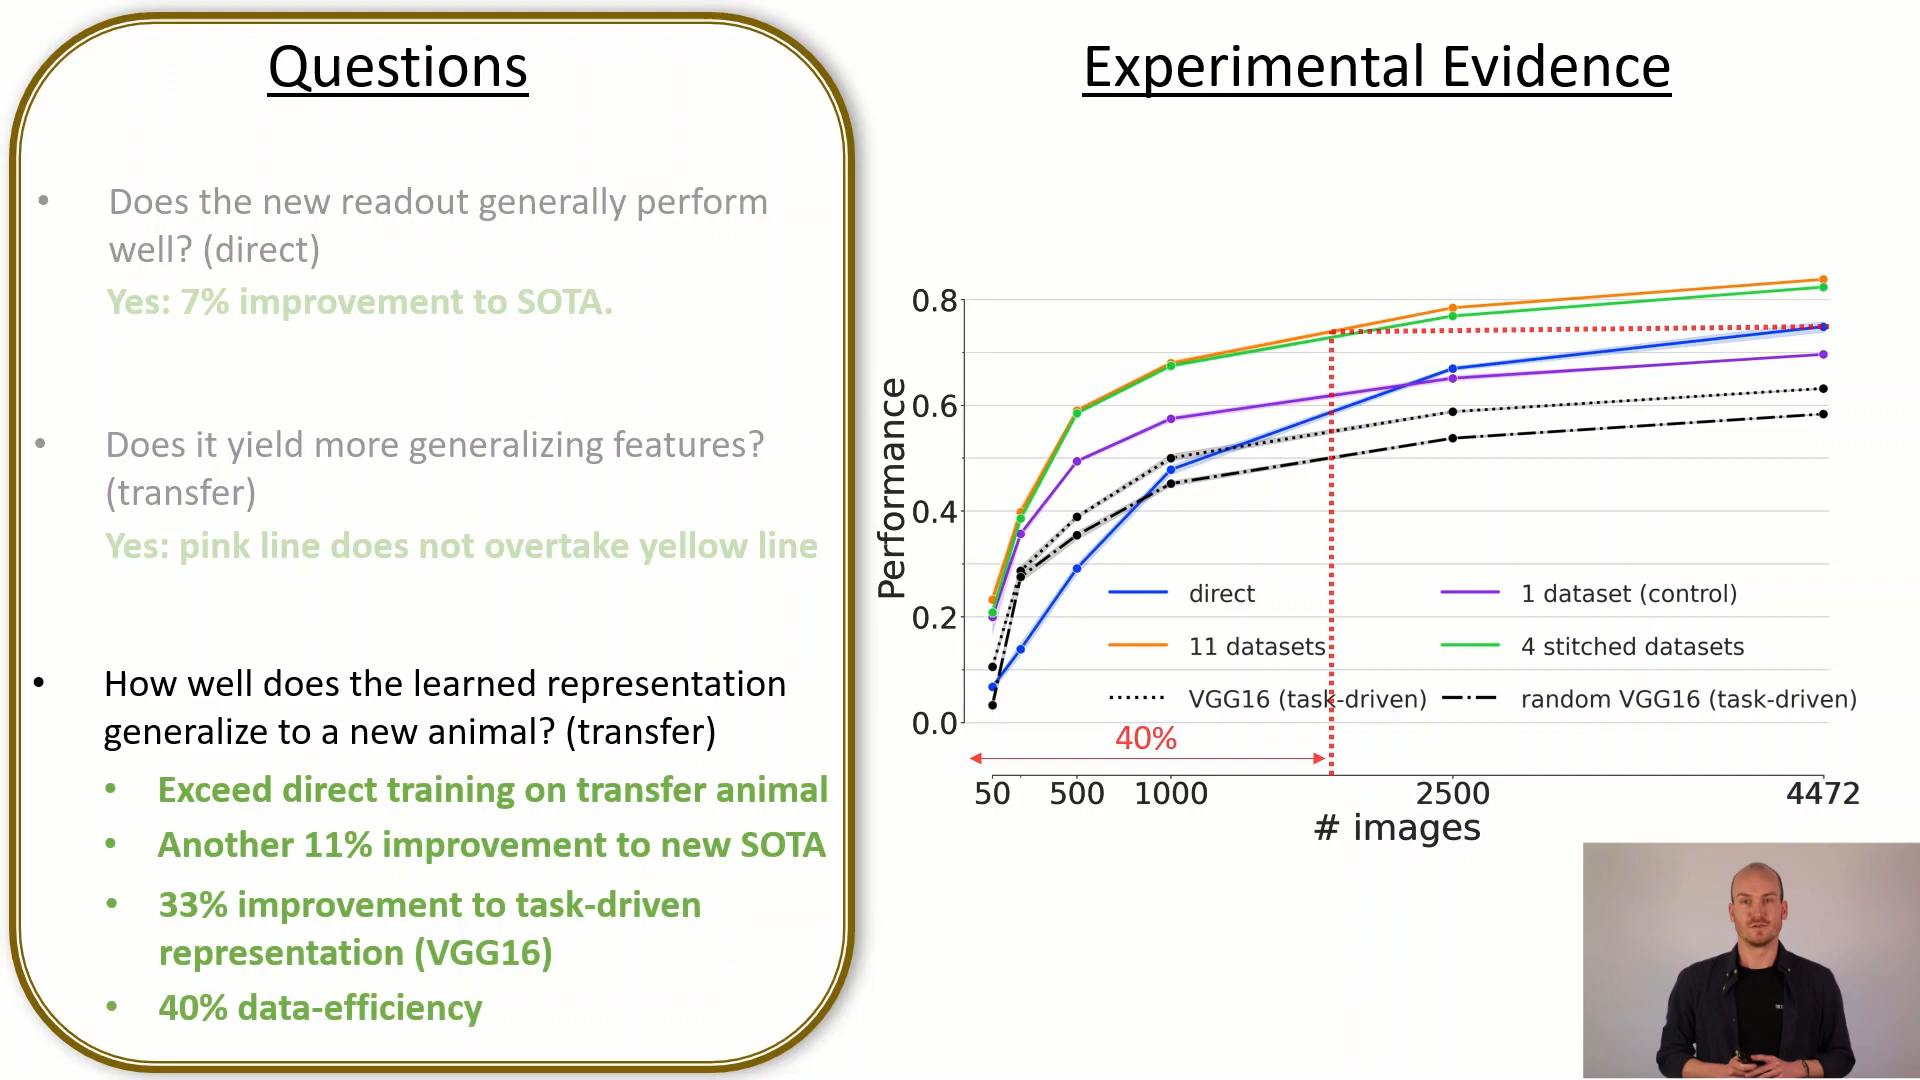 Questions
• Does the new readout generally perform
well? (direct)
Yes: 7% improvement to SOTA.
• Does it yield more generalizing features?
(transfer)
Yes: pink line does not overtake yellow line
• How well does the learned representation
generalize to a new animal? (transfer)
• Exceed direct training on transfer animal
• Another 11% improvement to new SOTA
• 33% improvement to task-driven
representation (VGG16)
• 40% data-efficiency
Experimental Evidence
Performance
0.8
0.6
0.4
0.2
0.0
direct
1 dataset (control)
11 datasets
4 stitched datasets
VGG16 (task-driven)
random VGG16 (task-driven)
40%
50 500 1000 2500 4472
# images